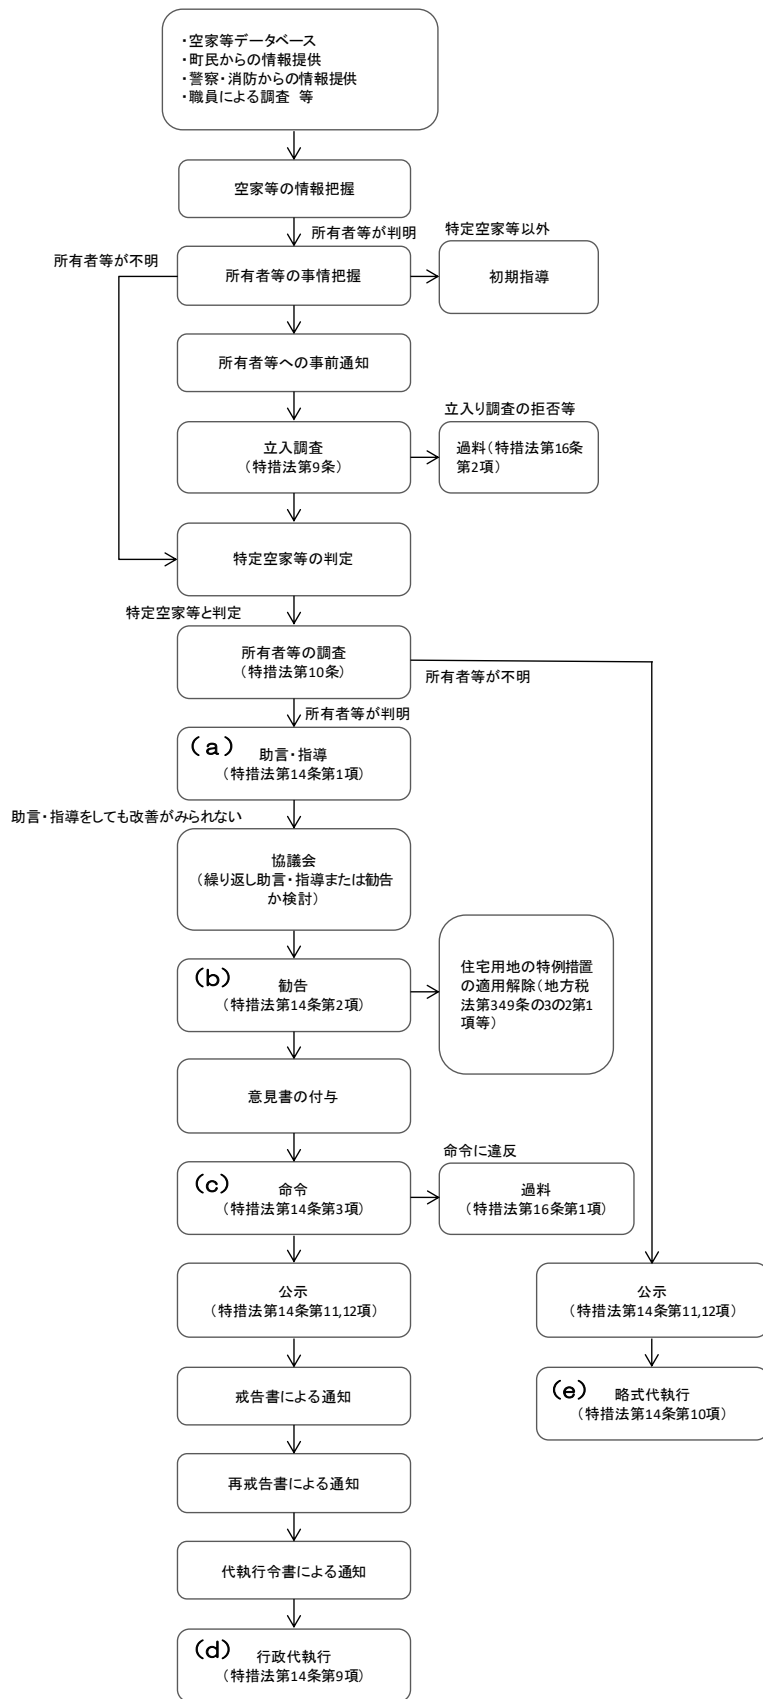 ・空家等データベース
・町民からの情報提供
・警察・消防からの情報提供
・職員による調査 等
空家等の情報把握
所有者等が判明
特定空家等以外
所有者等が不明
所有者等の事情把握
初期指導
所有者等への事前通知
立入り調査の拒否等
立入調査
（特措法第9条）
過料（特措法第16条
第2項）
特定空家等の判定
特定空家等と判定
所有者等の調査
（特措法第10条）
所有者等が不明
所有者等が判明
（a）
助言・指導
（特措法第14条第1項）
助言・指導をしても改善がみられない
協議会
（繰り返し助言・指導または勧告
か検討）
（b）
勧告
（特措法第14条第2項）
住宅用地の特例措置
の適用解除（地方税
法第349条の3の2第1
項等）
意見書の付与
命令に違反
（c）
命令
（特措法第14条第3項）
過料
（特措法第16条第1項）
公示
（特措法第14条第11,12項）
公示
（特措法第14条第11,12項）
戒告書による通知
（e）
略式代執行
（特措法第14条第10項）
再戒告書による通知
代執行令書による通知
（d）
行政代執行
（特措法第14条第9項）